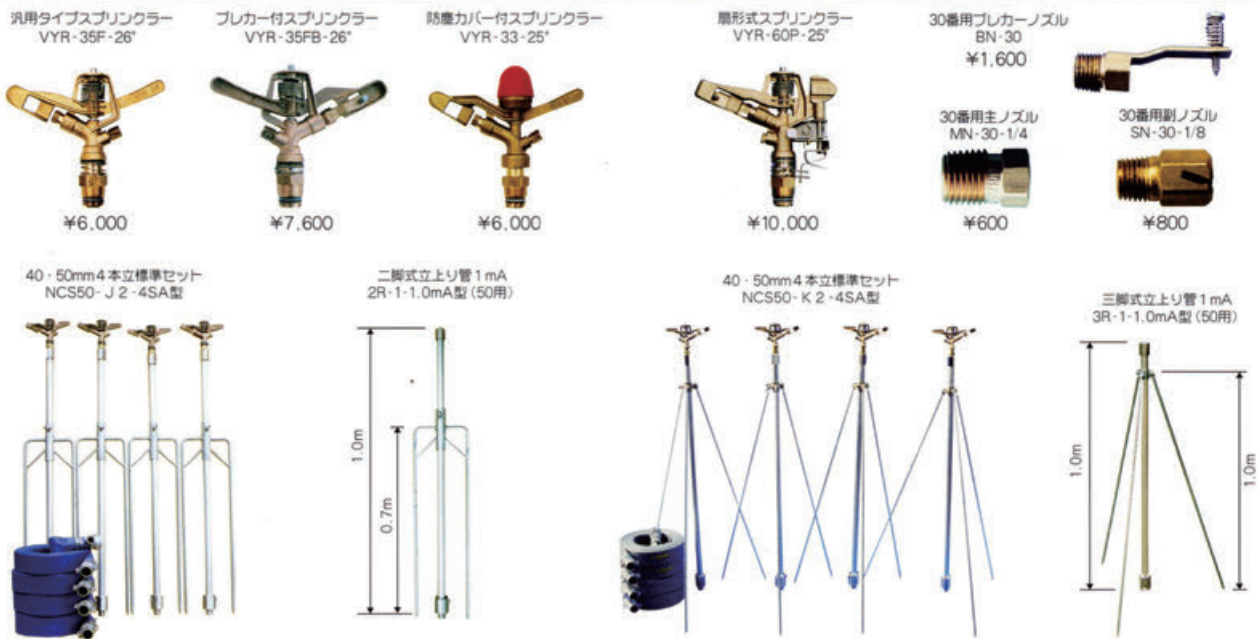 汎用タイプスプリンクラー
VYR-35F-26°
¥6,000
ブレカー付スプリンクラー
VYR-35FB-26°
¥7,600
防塵カバー付スプリンクラー
VYR-33-25°
¥6,000
扇形式スプリンクラー
VYR-60P-25°
¥10,000
30番用ブレカーノズル
BN-30
¥1,600
30番用主ノズル
MN-30-1/4
¥600
30番用副ノズル
SN-30-1/8
¥800
40・50mm4本立標準セット
NCS50-J2-4SA型
二脚式立上り管1mA
2R-1-1.0mA型(50用)
1.0m
0.7m
40・50mm4本立標準セット
NCS50-K2-4SA型
三脚式立上り管1mA
3R-1-1.0mA型(50用)
1.0m
1.0m